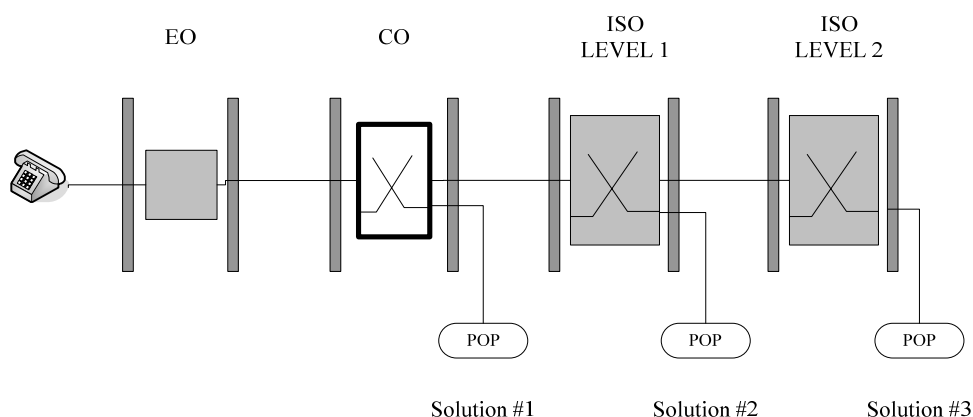 EO
CO
ISO
LEVEL 1
ISO
LEVEL 2
POP
POP
POP
Solution #1
Solution #2
Solution #3